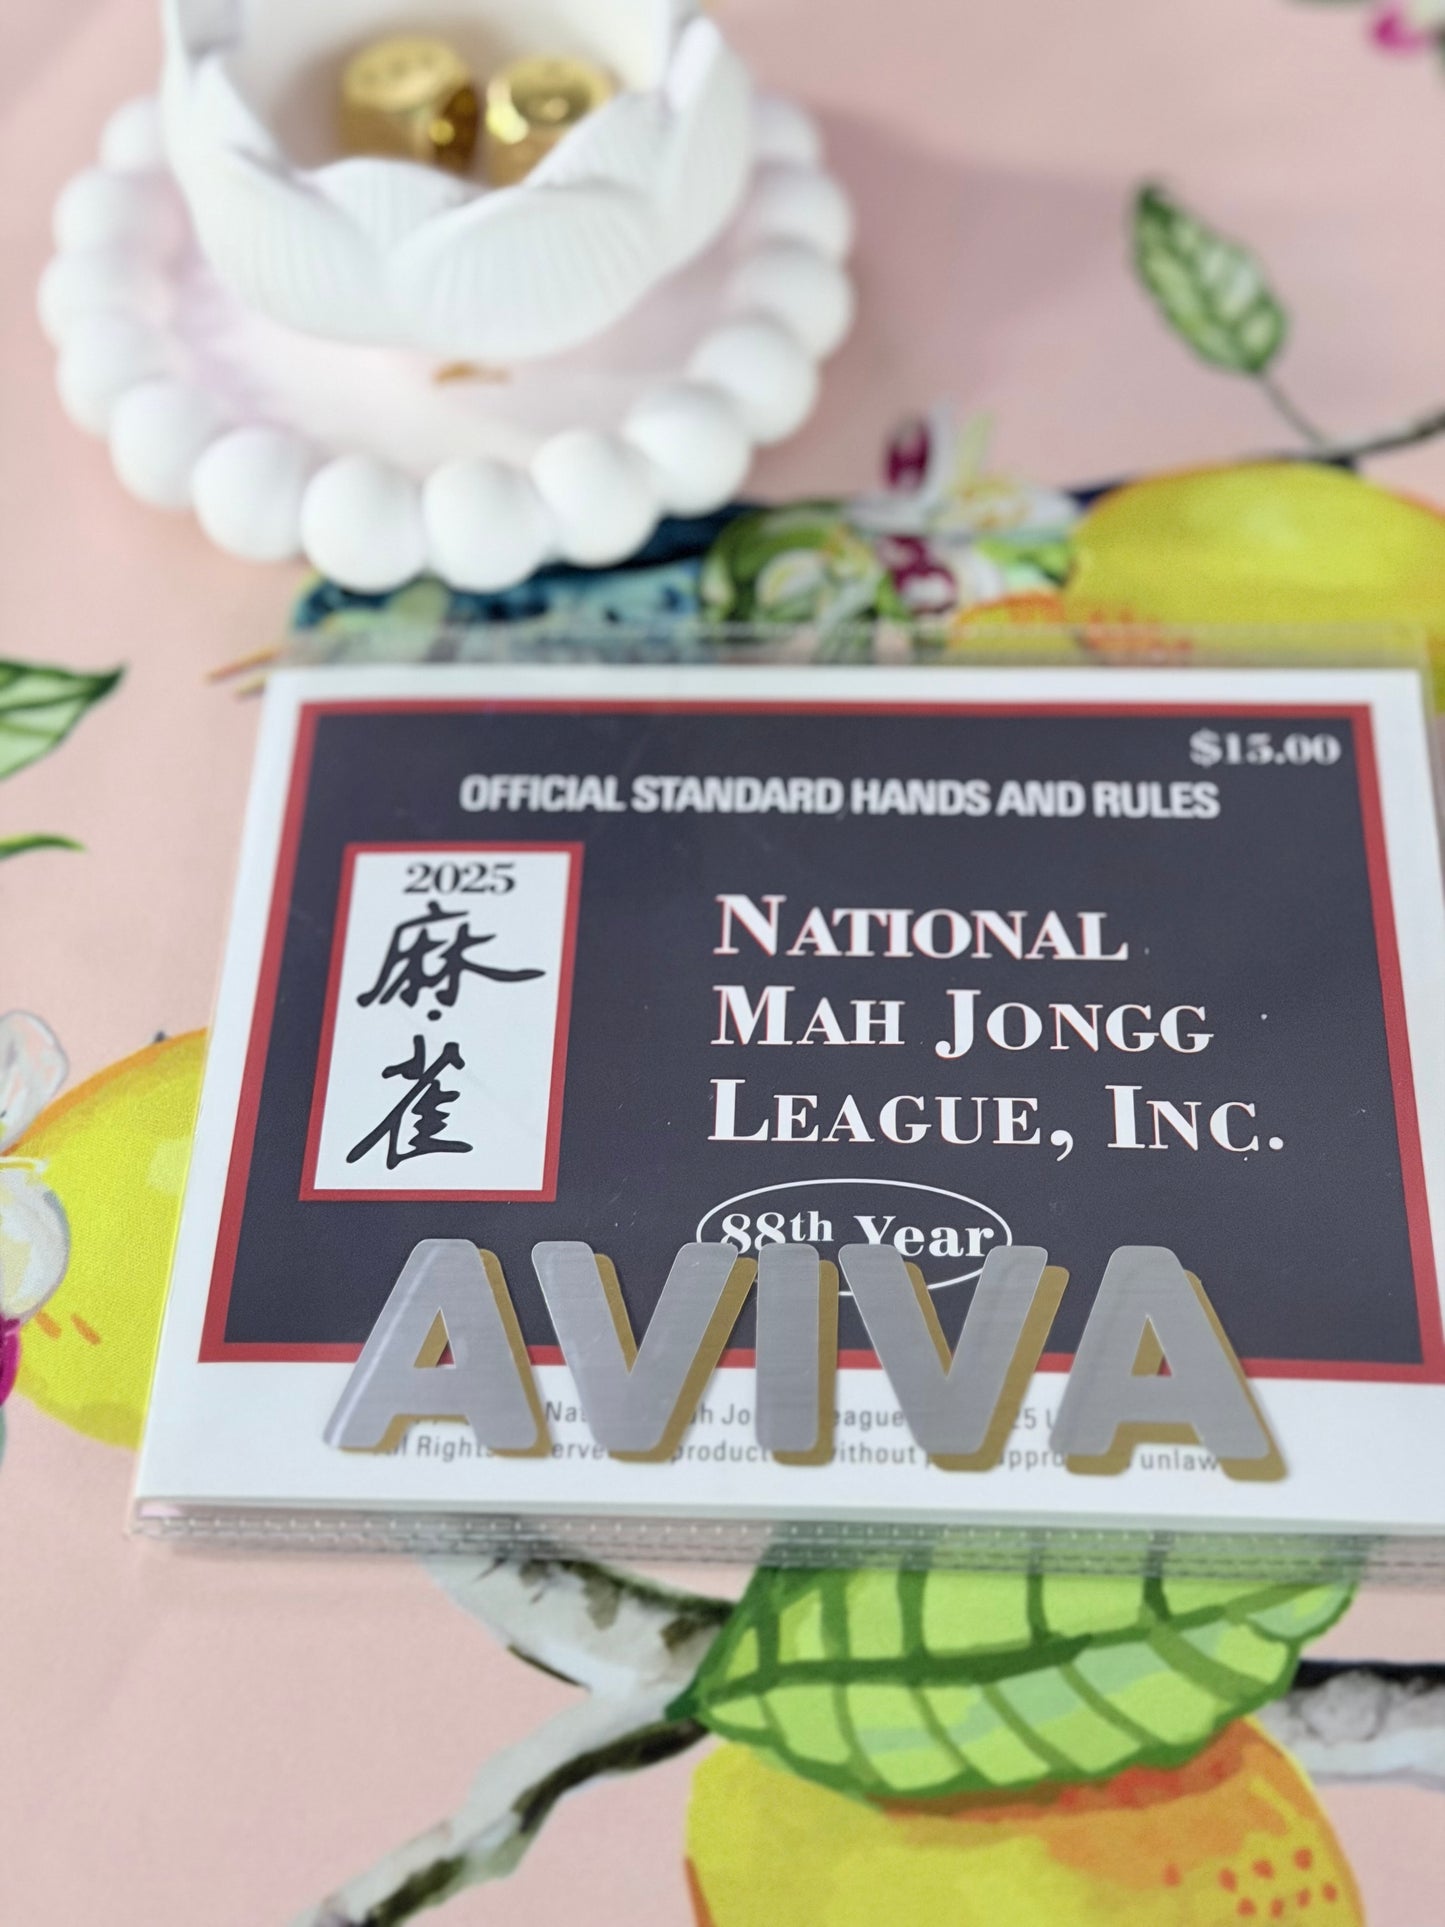 $15.00
OFFICIAL STANDARD HANDS AND RULES
2025
麻
雀
NATIONAL
MAH JONGG
LEAGUE, INC.
88th Year
AVIVA